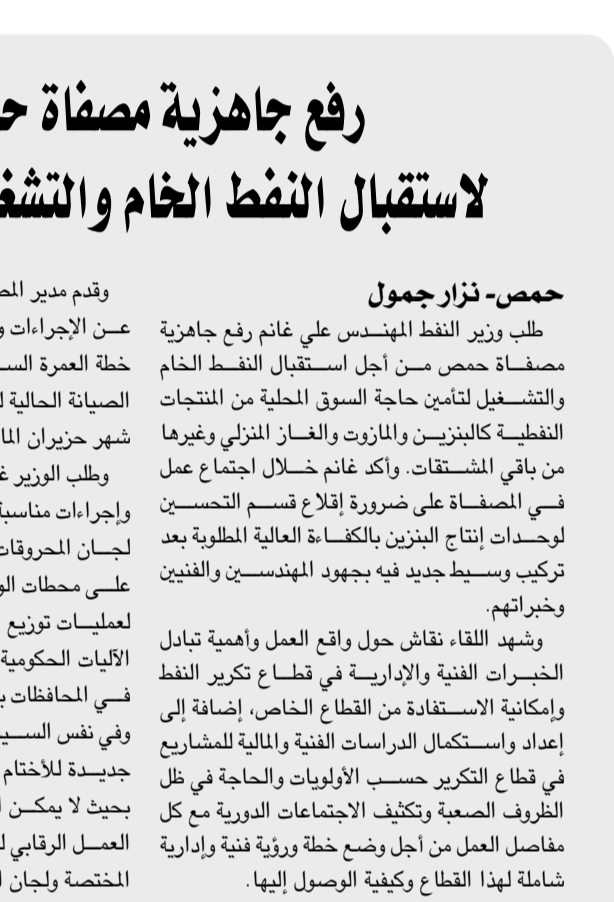 رفع جاهزية مصفاة
لاستقبال النفط الخام
حمص- نزار جمول
طلب وزير النفط المهندس علي غانم رفع جاهزية
مصفاة حمص من أجل استقبال النفط الخام
والتشغيل لتأمين حاجة السوق المحلية من المنتجات
النفطية كالبنزين والمازوت والغاز المنزلي وغيرها
من باقي المشتقات. وأكد غانم خلال اجتماع عمل
في المصفاة على ضرورة إقلاع قسم التحسين
لوحدات إنتاج البنزين بالكفاءة العالية المطلوبة بعد
تركيب وسيط جديد فيه بجهود المهندسين والفنيين
وخبراتهم.
وشهد اللقاء نقاش حول واقع العمل وأهمية تبادل
الخبرات الفنية والإدارية في قطاع تكرير النفط
وإمكانية الاستفادة من القطاع الخاص، إضافة إلى
إعداد واستكمال الدراسات الفنية والمالية للمشاريع
في قطاع التكرير حسب الأولويات والحاجة في ظل
الظروف الصعبة وتكثيف الاجتماعات الدورية مع كل
مفاصل العمل من أجل وضع خطة ورؤية فنية وإدارية
شاملة لهذا القطاع وكيفية الوصول إليها.
وقدم مدير
عن الإجراءات
خطة العمرة
الصيانة الحالية
شهر حزيران
وطلب الوزير
وإجراءات مناسبة
لجان المحروقات
على محطات
لعمليات توزيع
الآليات الحكومية
في المحافظات
وفي نفس
جديدة للأختام
بحيث لا يمكن
العمل الرقابي
المختصة ولجان